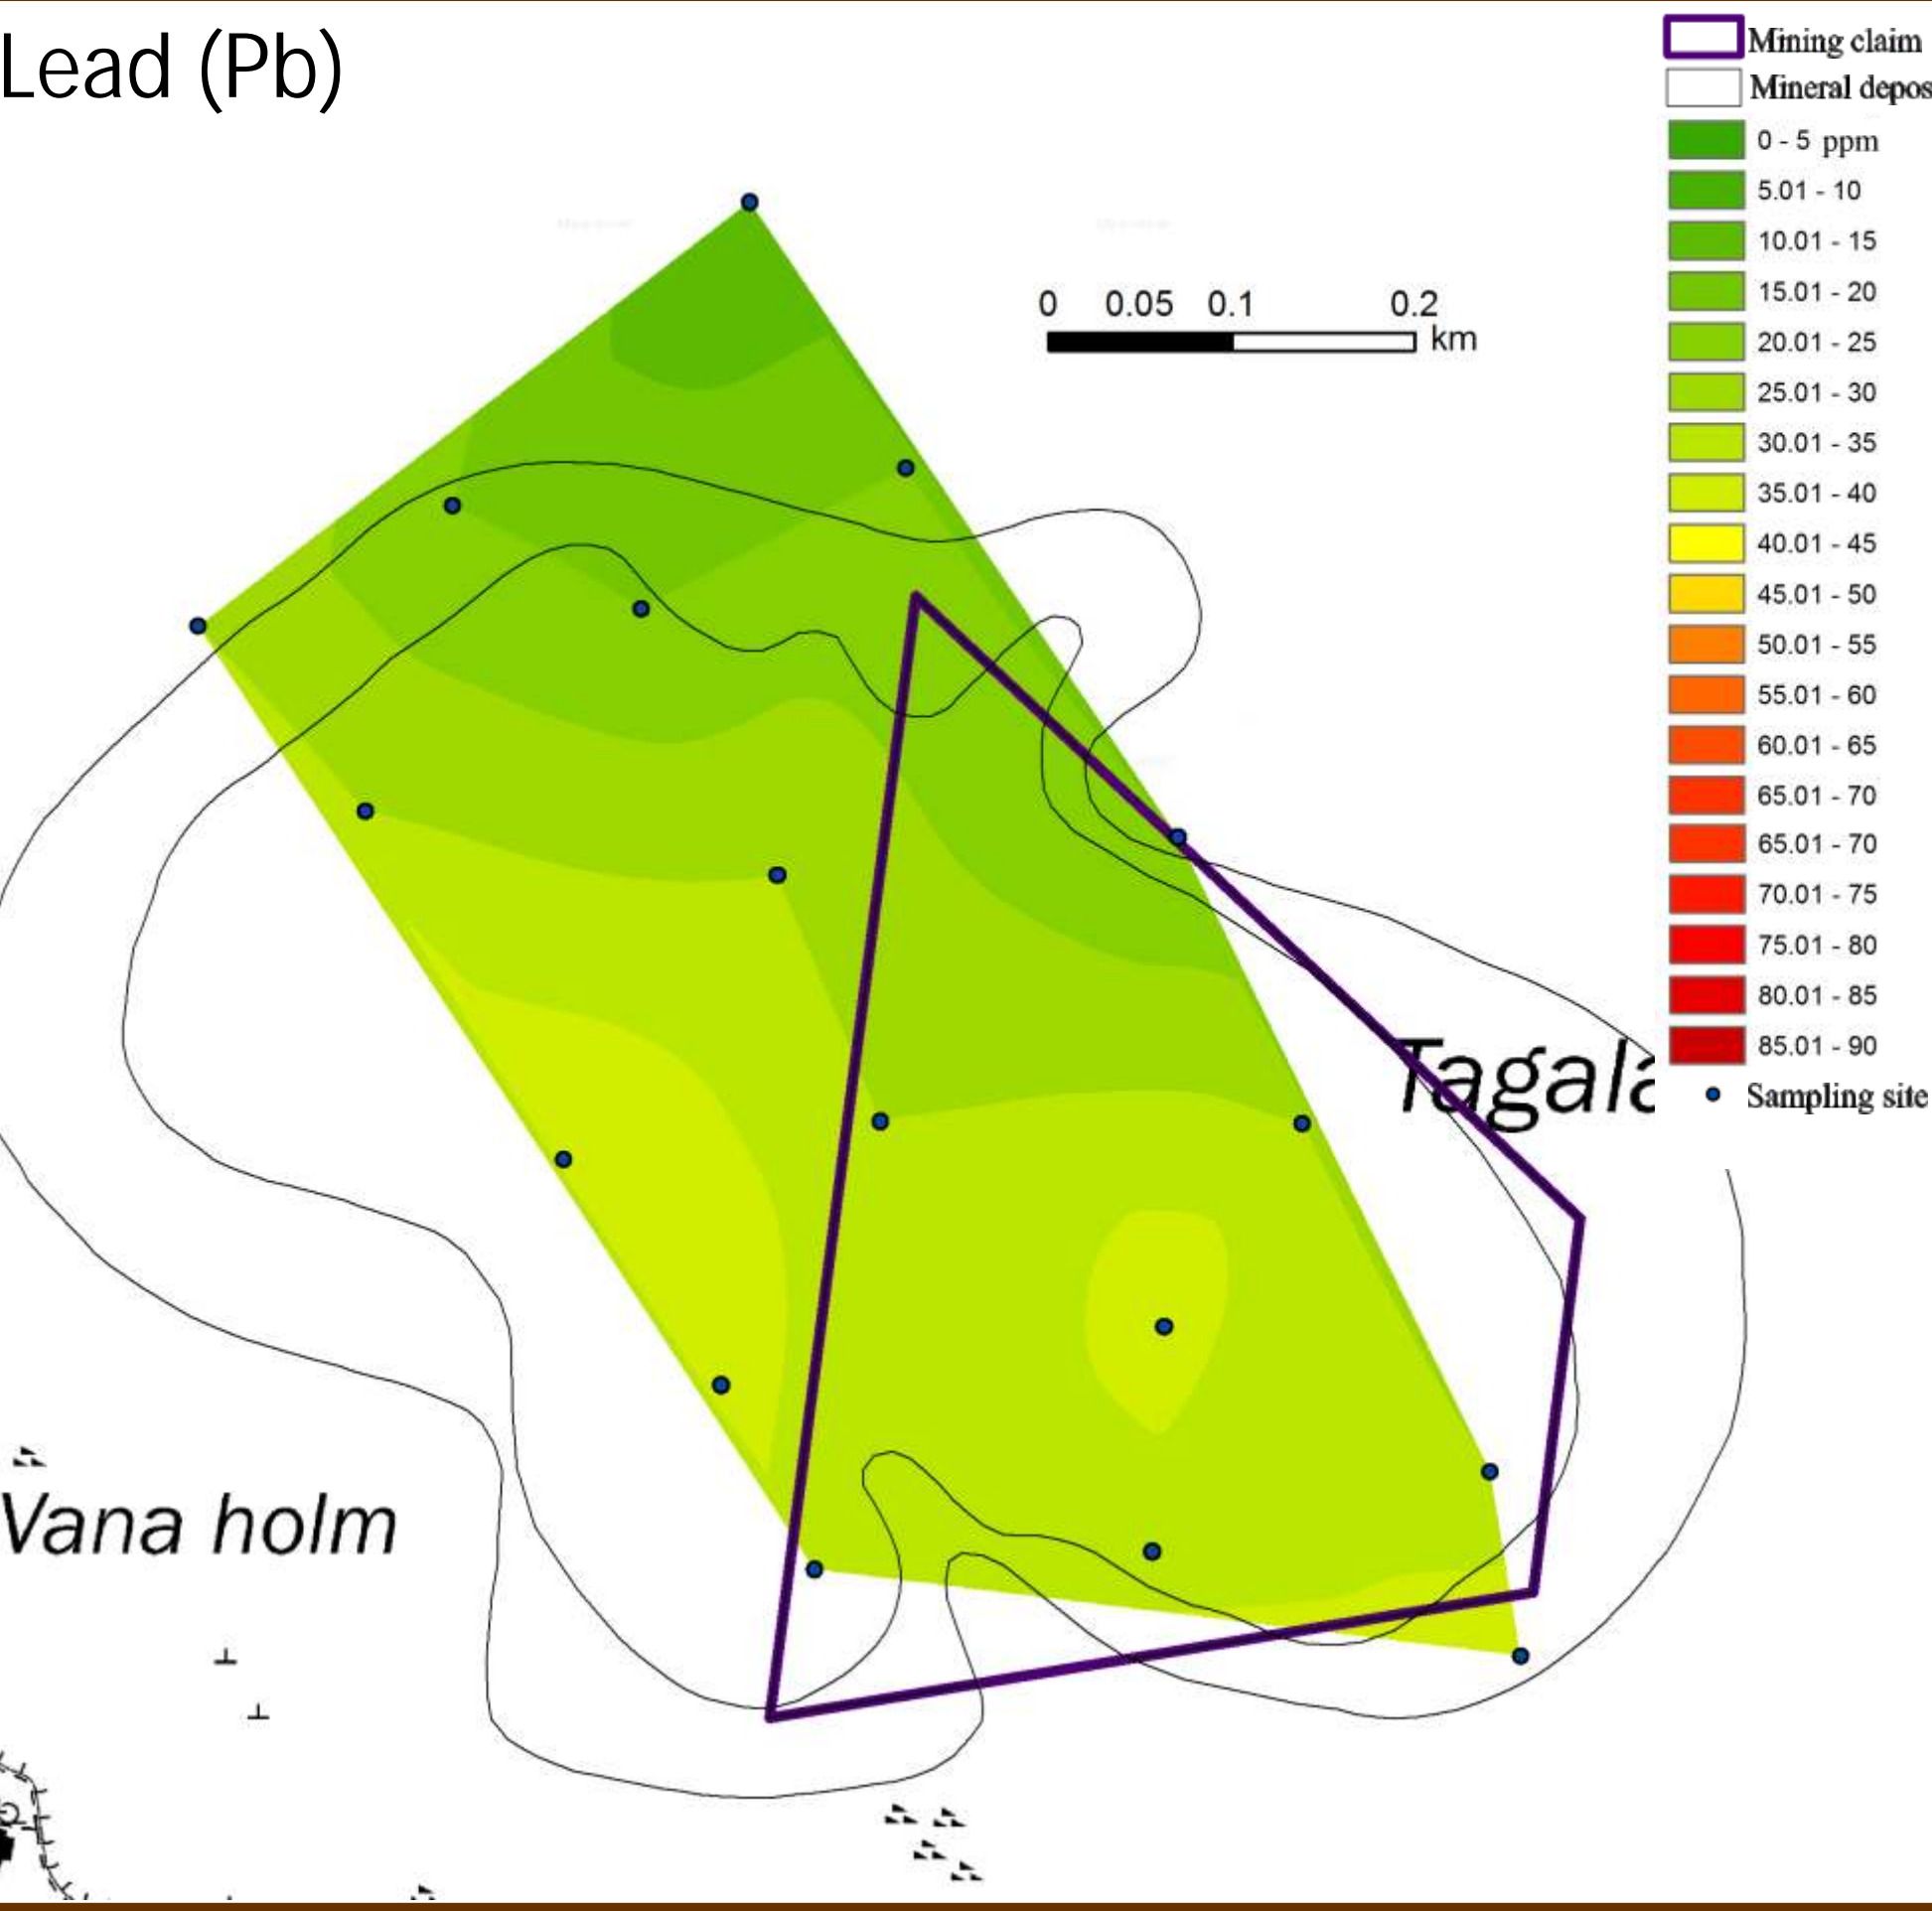 Lead (Pb)
Mining claim
Mineral depos
0 - 5 ppm
5.01 - 10
10.01 - 15
15.01 - 20
20.01 - 25
25.01 - 30
30.01 - 35
35.01 - 40
40.01 - 45
45.01 - 50
50.01 - 55
55.01 - 60
60.01 - 65
65.01 - 70
65.01 - 70
70.01 - 75
75.01 - 80
80.01 - 85
85.01 - 90
Sampling site
0 0.05 0.1 0.2
km
Tagala
Vana holm